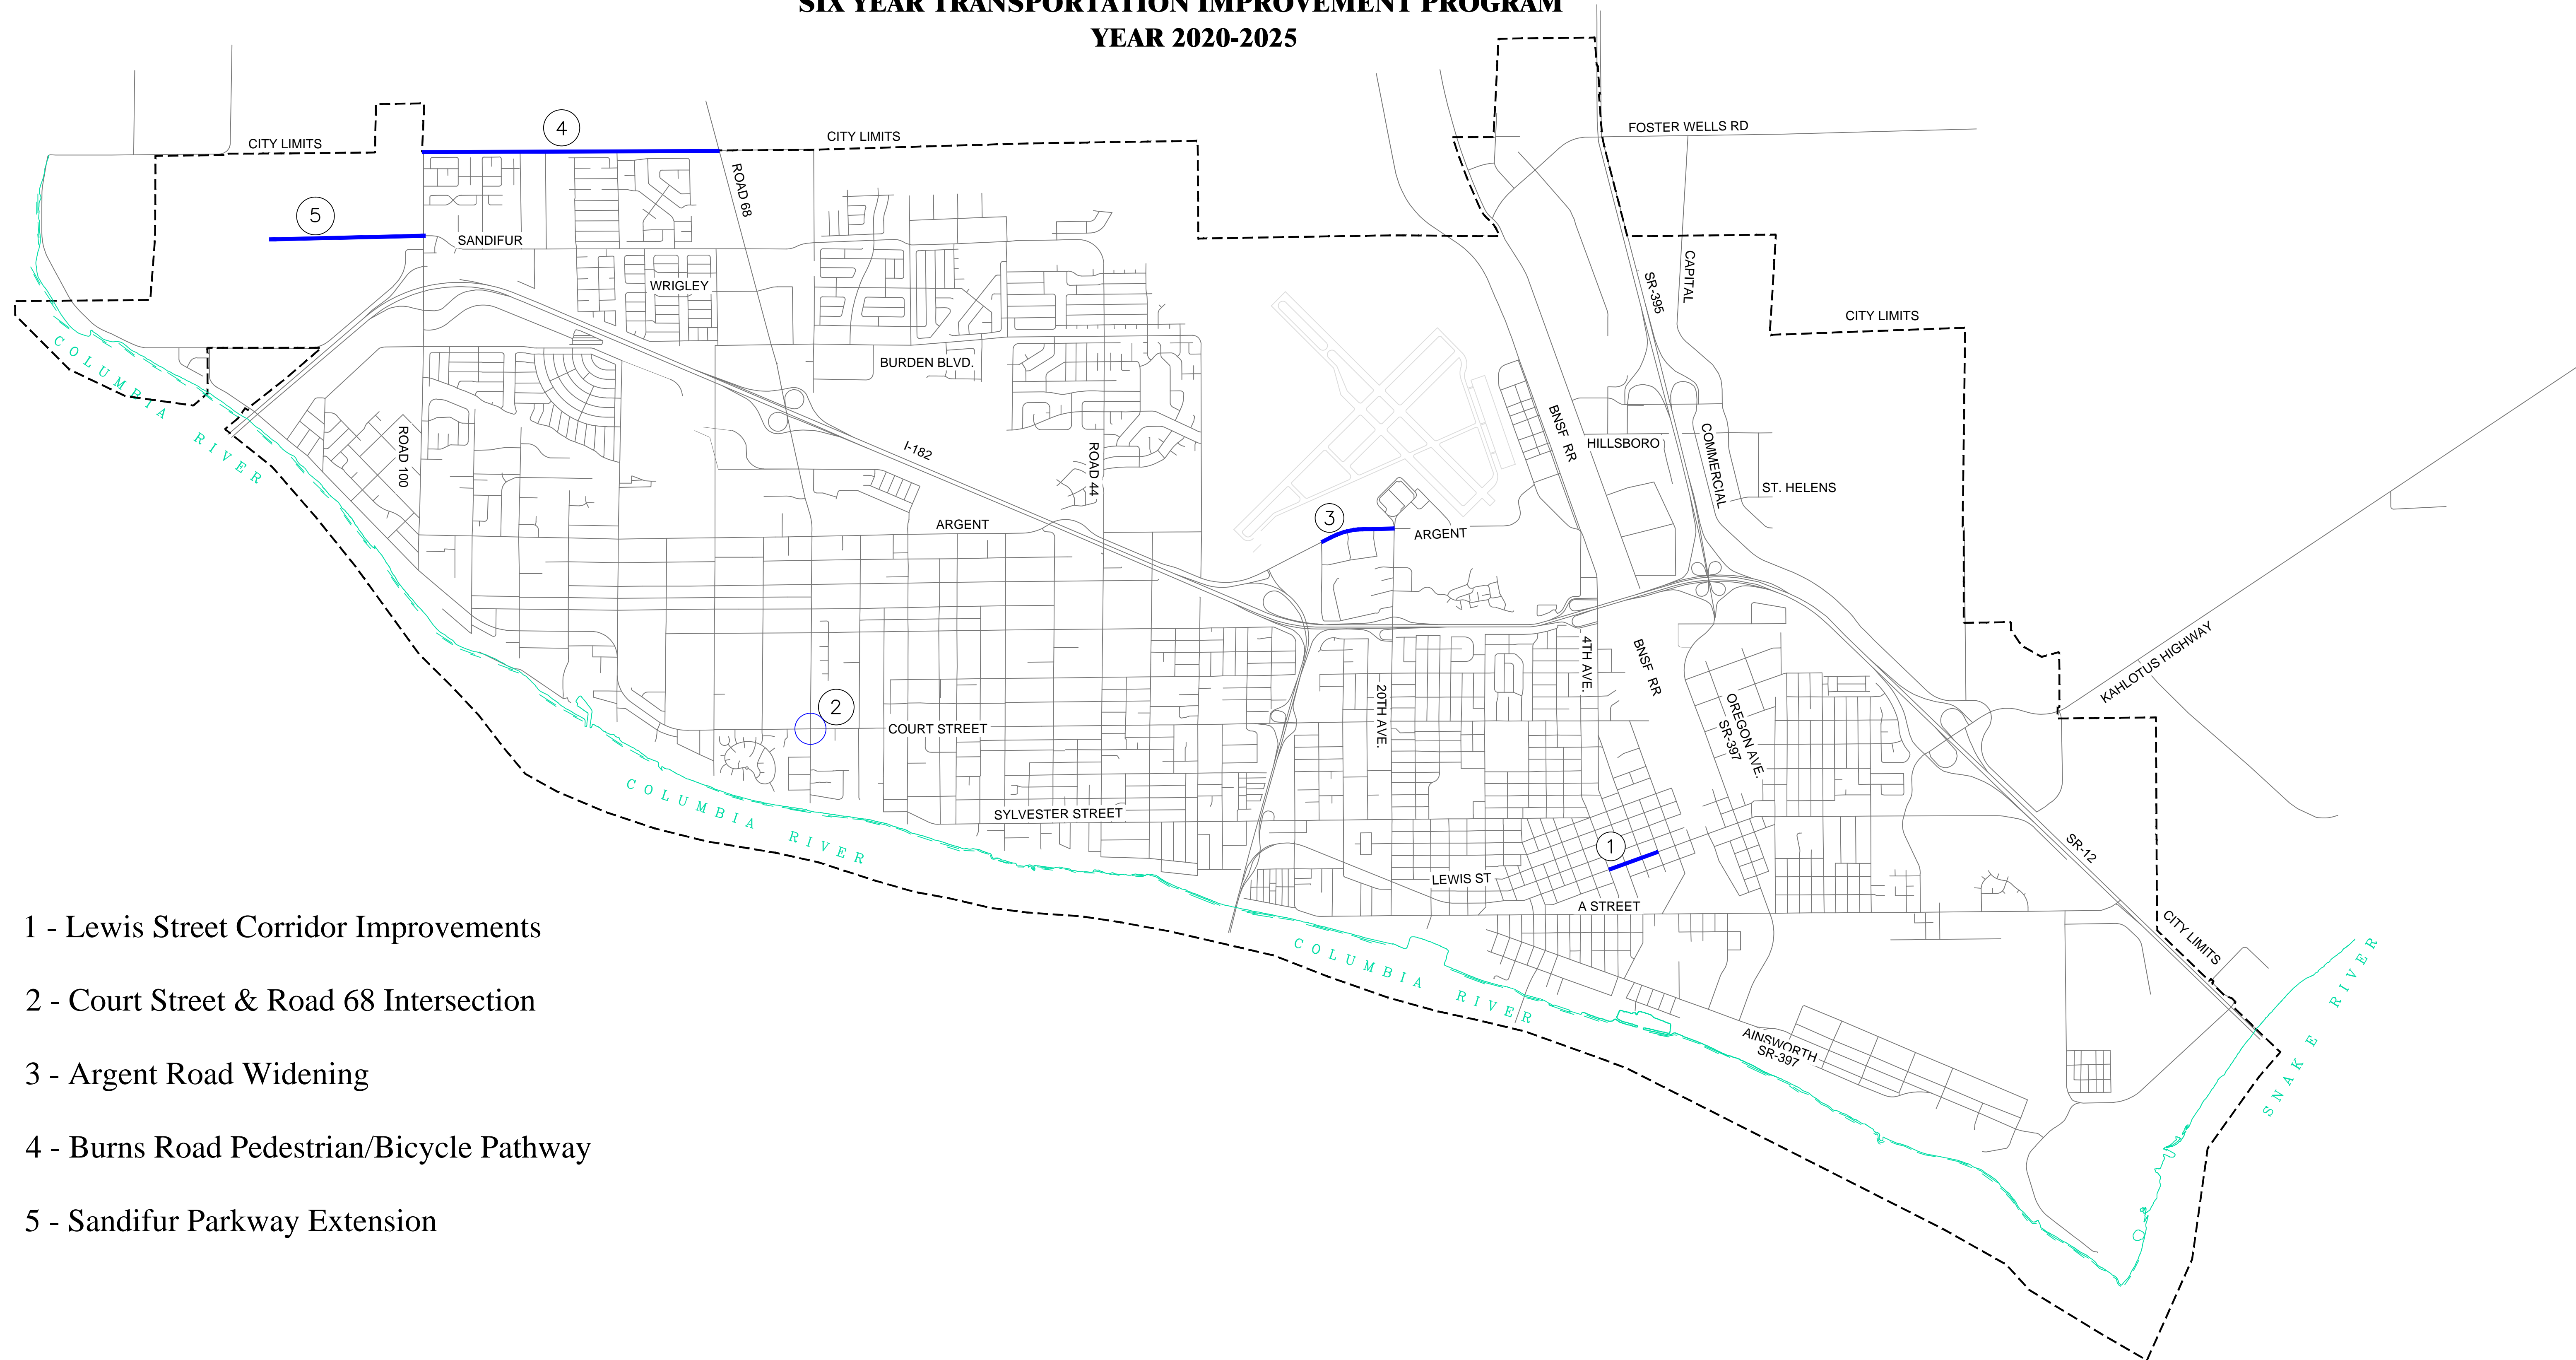 SIX YEAR TRANSPORTATION IMPROVEMENT PROGRAM
YEAR 2020-2025
CITY LIMITS
4
CITY LIMITS
FOSTER WELLS RD
ROAD 68
5
SANDIFUR
WRIGLEY
SR-395
CAPITAL
CITY LIMITS
COLUMBIA RIVER
BURDEN BLVD.
ROAD 100
I-182
ROAD 44
BNSF RR
HILLSBORO
COMMERCIAL
ST. HELENS
ARGENT
3
ARGENT
4TH AVE.
BNSF RR
KAHLOTUS HIGHWAY
20TH AVE.
OREGON AVE.
SR-397
2
COURT STREET
COLUMBIA RIVER
SYLVESTER STREET
1
SR-12
LEWIS ST
A STREET
CITY LIMITS
COLUMBIA RIVER
SNAKE RIVER
AINSWORTH
SR-397
1 - Lewis Street Corridor Improvements
2 - Court Street & Road 68 Intersection
3 - Argent Road Widening
4 - Burns Road Pedestrian/Bicycle Pathway
5 - Sandifur Parkway Extension